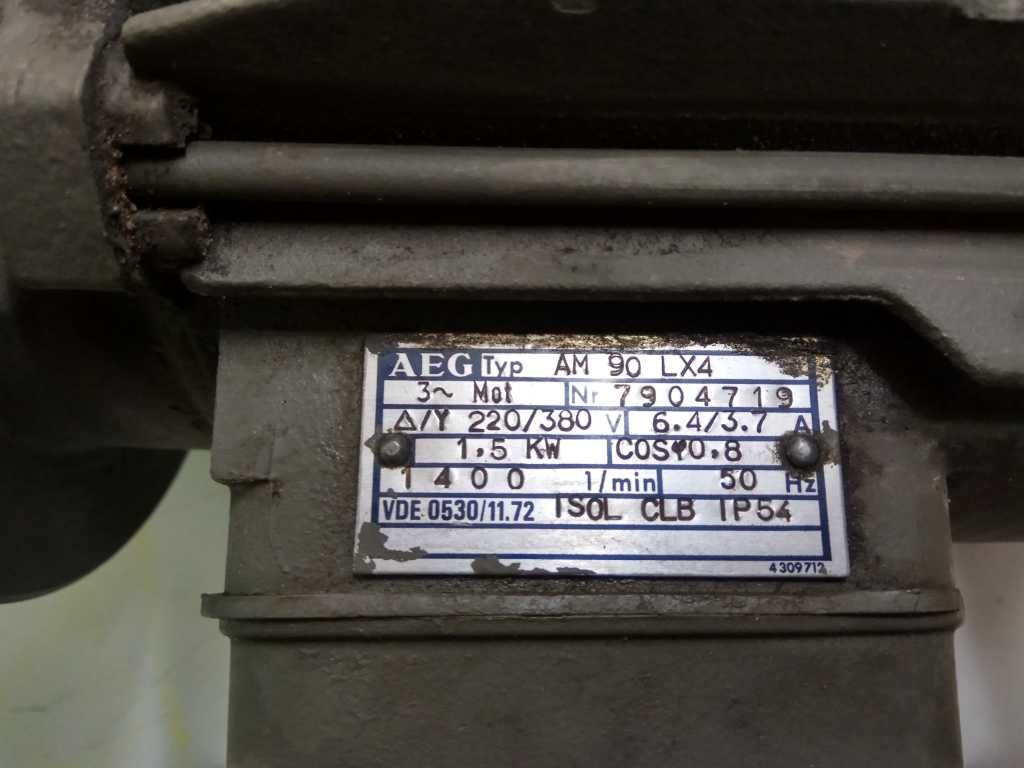 AEG Typ AM 90 LX4
3~ Mot Nr 7904719
Δ/Y 220/380 V 6.4/3.7 A
1.5 KW COSφ0.8
1400 1/min 50 Hz
VDE 0530/11.72 ISOL CLB IP54
4309712